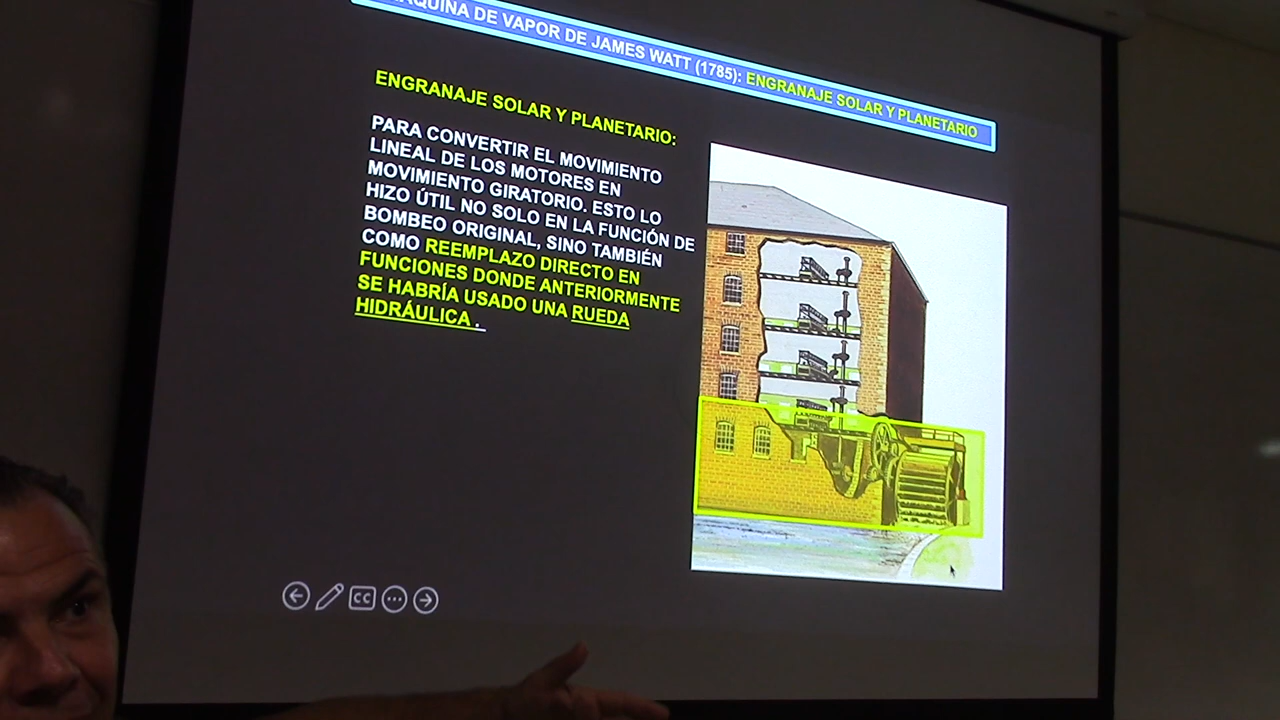 MÁQUINA DE VAPOR DE JAMES WATT (1785): ENGRANAJE SOLAR Y PLANETARIO
ENGRANAJE SOLAR Y PLANETARIO:
PARA CONVERTIR EL MOVIMIENTO
LINEAL DE LOS MOTORES EN
MOVIMIENTO GIRATORIO. ESTO LO
HIZO ÚTIL NO SOLO EN LA FUNCIÓN DE
BOMBEO ORIGINAL, SINO TAMBIÉN
COMO REEMPLAZO DIRECTO EN
FUNCIONES DONDE ANTERIORMENTE
SE HABRÍA USADO UNA RUEDA
HIDRÁULICA .
CC